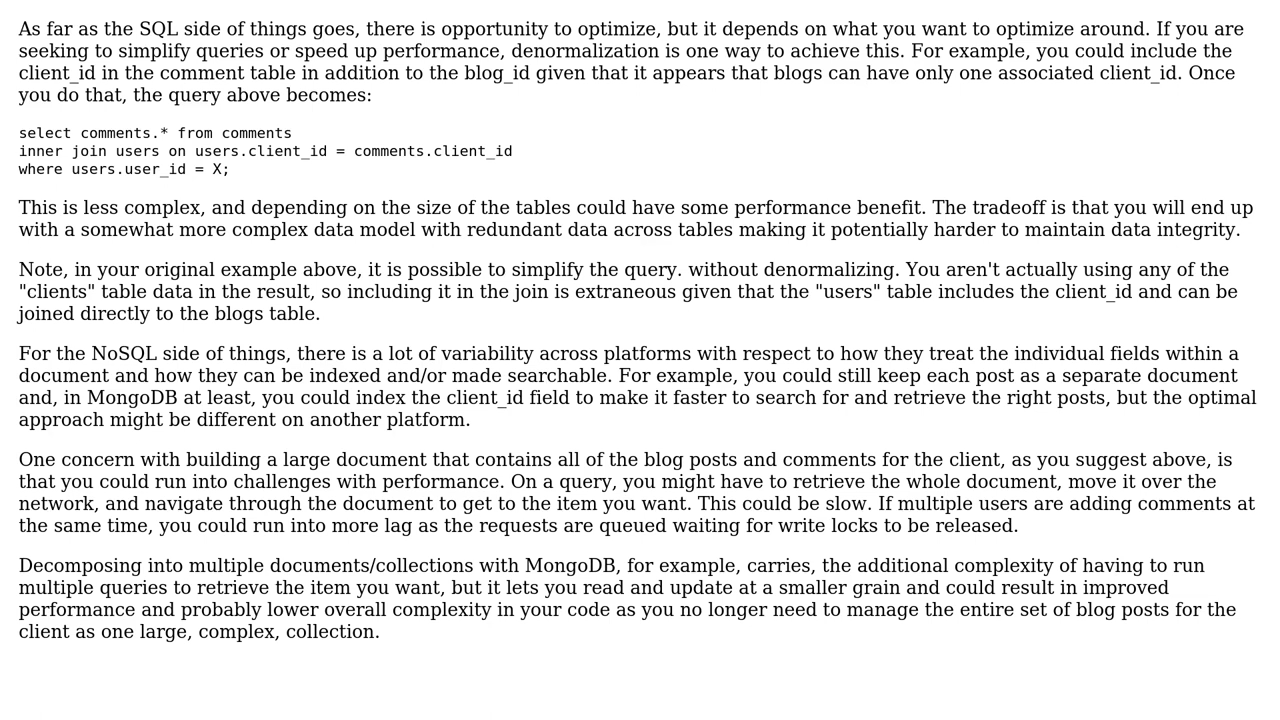 As far as the SQL side of things goes, there is opportunity to optimize, but it depends on what you want to optimize around. If you are
seeking to simplify queries or speed up performance, denormalization is one way to achieve this. For example, you could include the
client_id in the comment table in addition to the blog_id given that it appears that blogs can have only one associated client_id. Once
you do that, the query above becomes:
select comments.* from comments
inner join users on users.client_id = comments.client_id
where users.user_id = X;
This is less complex, and depending on the size of the tables could have some performance benefit. The tradeoff is that you will end up
with a somewhat more complex data model with redundant data across tables making it potentially harder to maintain data integrity.
Note, in your original example above, it is possible to simplify the query. without denormalizing. You aren't actually using any of the
"clients" table data in the result, so including it in the join is extraneous given that the "users" table includes the client_id and can be
joined directly to the blogs table.
For the NoSQL side of things, there is a lot of variability across platforms with respect to how they treat the individual fields within a
document and how they can be indexed and/or made searchable. For example, you could still keep each post as a separate document
and, in MongoDB at least, you could index the client_id field to make it faster to search for and retrieve the right posts, but the optimal
approach might be different on another platform.
One concern with building a large document that contains all of the blog posts and comments for the client, as you suggest above, is
that you could run into challenges with performance. On a query, you might have to retrieve the whole document, move it over the
network, and navigate through the document to get to the item you want. This could be slow. If multiple users are adding comments at
the same time, you could run into more lag as the requests are queued waiting for write locks to be released.
Decomposing into multiple documents/collections with MongoDB, for example, carries, the additional complexity of having to run
multiple queries to retrieve the item you want, but it lets you read and update at a smaller grain and could result in improved
performance and probably lower overall complexity in your code as you no longer need to manage the entire set of blog posts for the
client as one large, complex, collection.